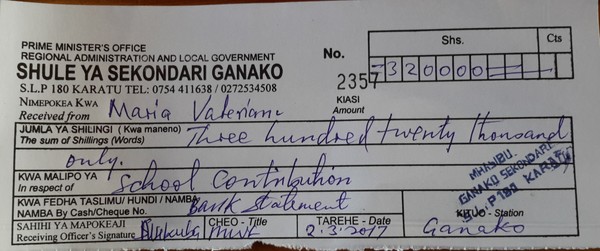 PRIME MINISTER'S OFFICE
REGIONAL ADMINISTRATION AND LOCAL GOVERNMENT
SHULE YA SEKONDARI GANAKO
S.L.P 180 KARATU TEL: 0754 411638 / 0272534508
No. 2357
Shs. Cts
KIASI =320000=
Amount
NIMEPOKEA KWA
Received from Maria Valerian
JUMLA YA SHILINGI ( Kwa maneno) Three hundred twenty thousand
The sum of Shillings (Words)
only.
KWA MALIPO YA School Contribution
In respect of
KWA FEDHA TASLIMU/ HUNDI / NAMBA Bank Statement
NAMBA By Cash/Cheque No.
MHASIBU
GANAKO SEKONDARI
S.L.P 180 KARATU
SAHIHI YA MAPOKEAJI CHEO - Title TAREHE - Date KITUO - Station
Receiving Officer's Signature 2.3.2017 Ganako